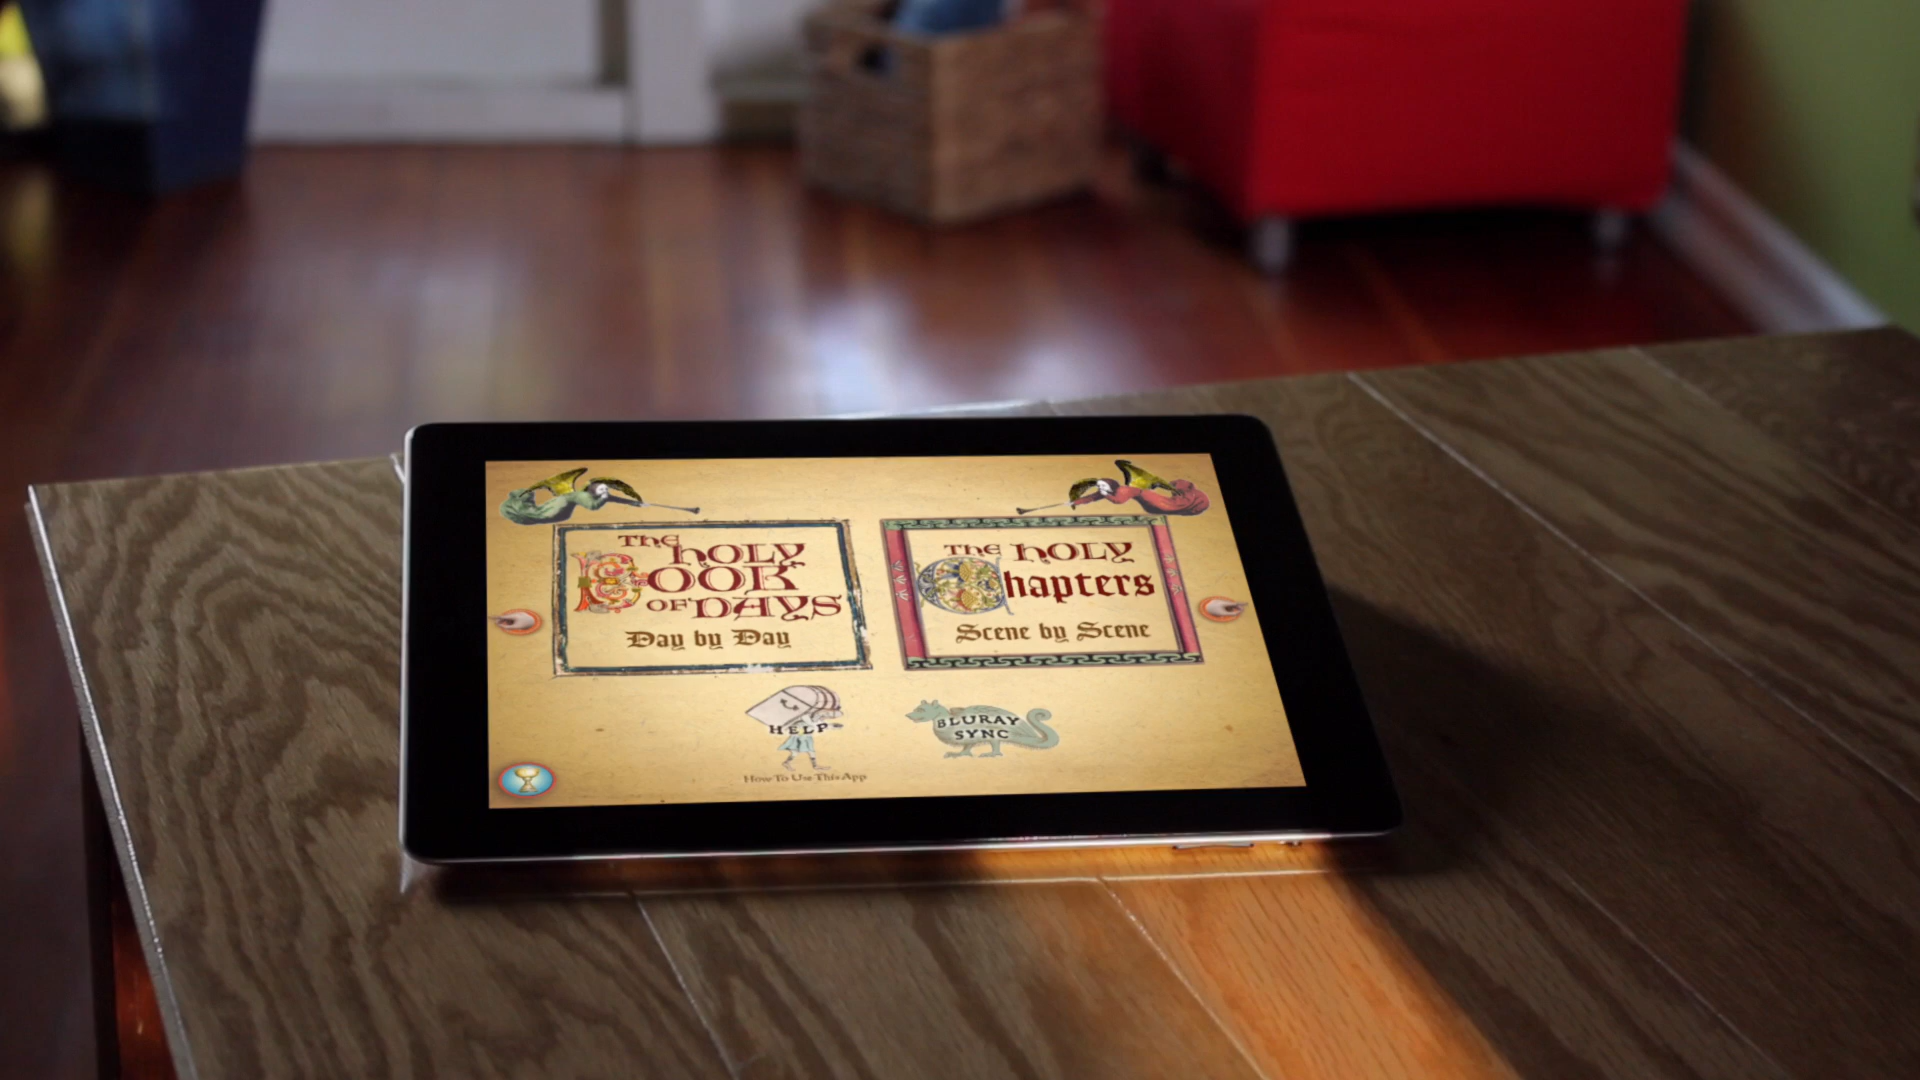 THE HOLY
BOOK
OF DAYS
Day by Day
THE HOLY
Chapters
Scene by Scene
HELP
How To Use This App
BLURAY
SYNC